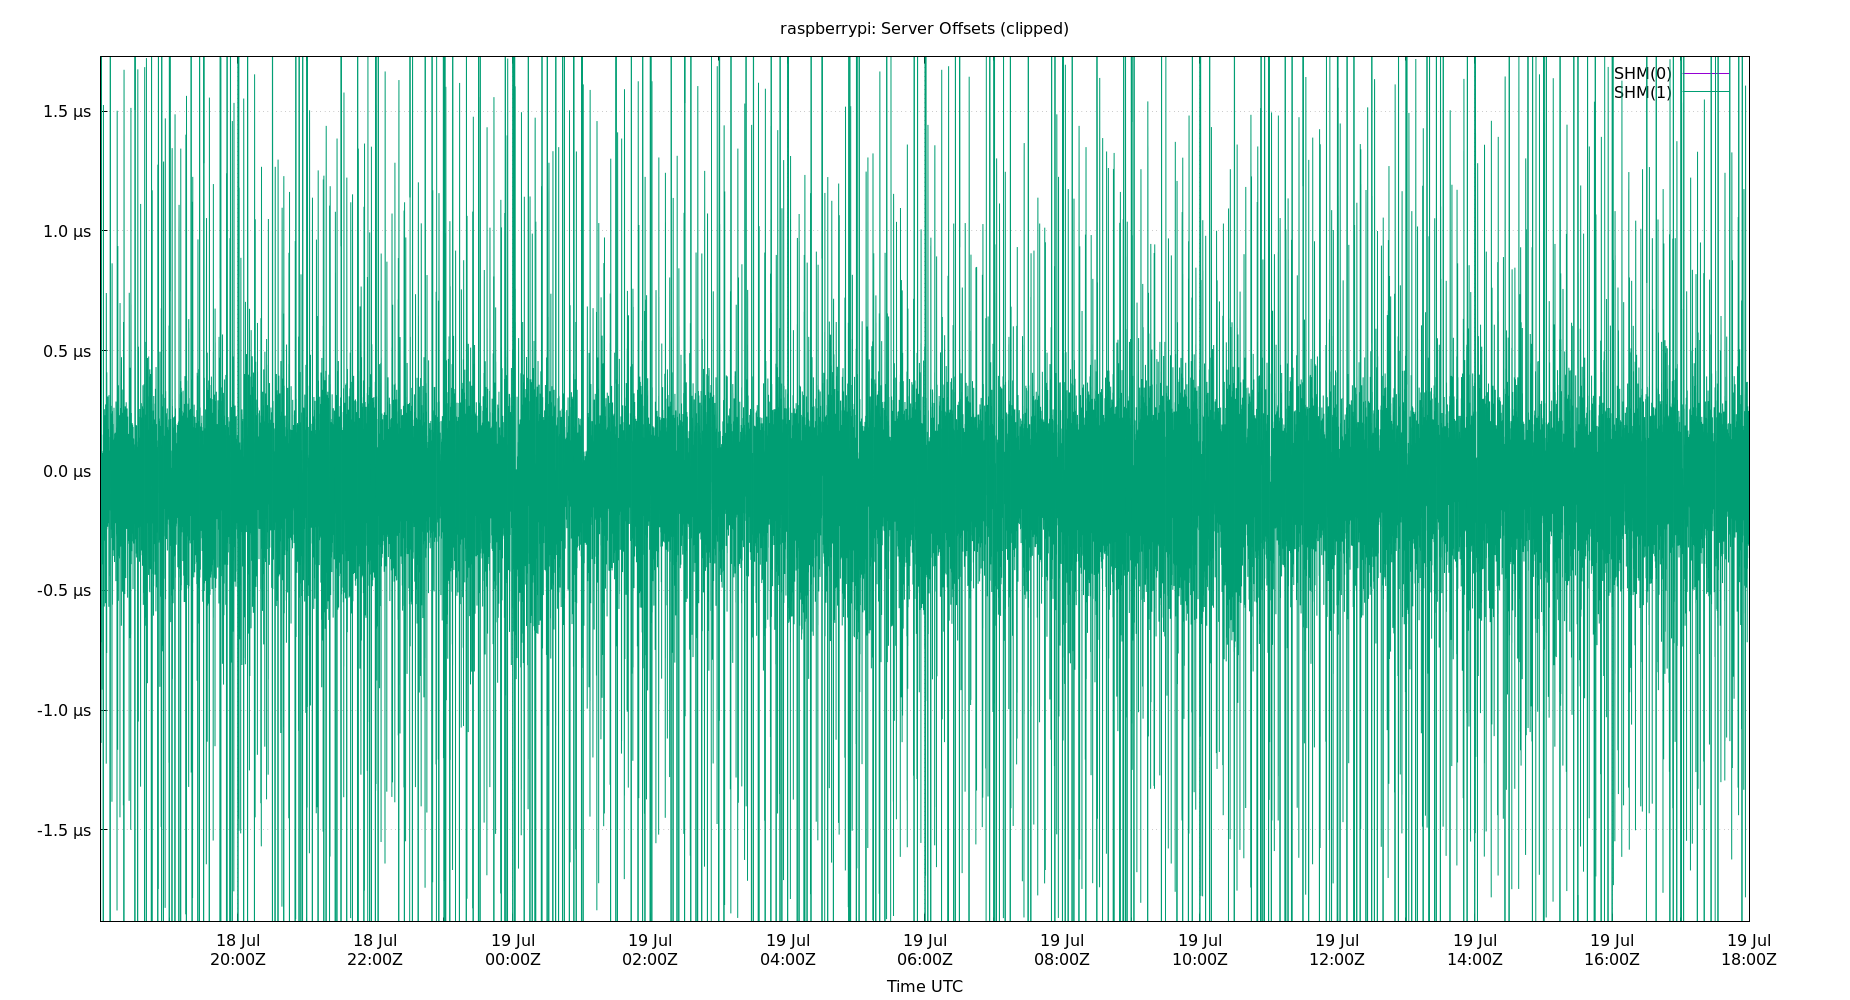 raspberrypi: Server Offsets (clipped)
SHM(0)
SHM(1)
1.5 µs
1.0 µs
0.5 µs
0.0 µs
-0.5 µs
-1.0 µs
-1.5 µs
18 Jul 18 Jul 19 Jul 19 Jul 19 Jul 19 Jul 19 Jul 19 Jul 19 Jul 19 Jul 19 Jul 19 Jul
20:00Z 22:00Z 00:00Z 02:00Z 04:00Z 06:00Z 08:00Z 10:00Z 12:00Z 14:00Z 16:00Z 18:00Z
Time UTC